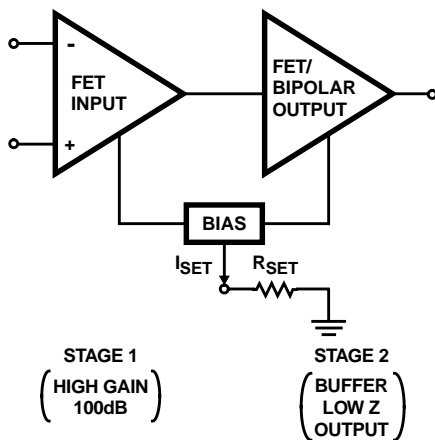 -
FET
INPUT
+
FET/
BIPOLAR
OUTPUT
BIAS
ISET
RSET
STAGE 1
HIGH GAIN
100dB
STAGE 2
BUFFER
LOW Z
OUTPUT